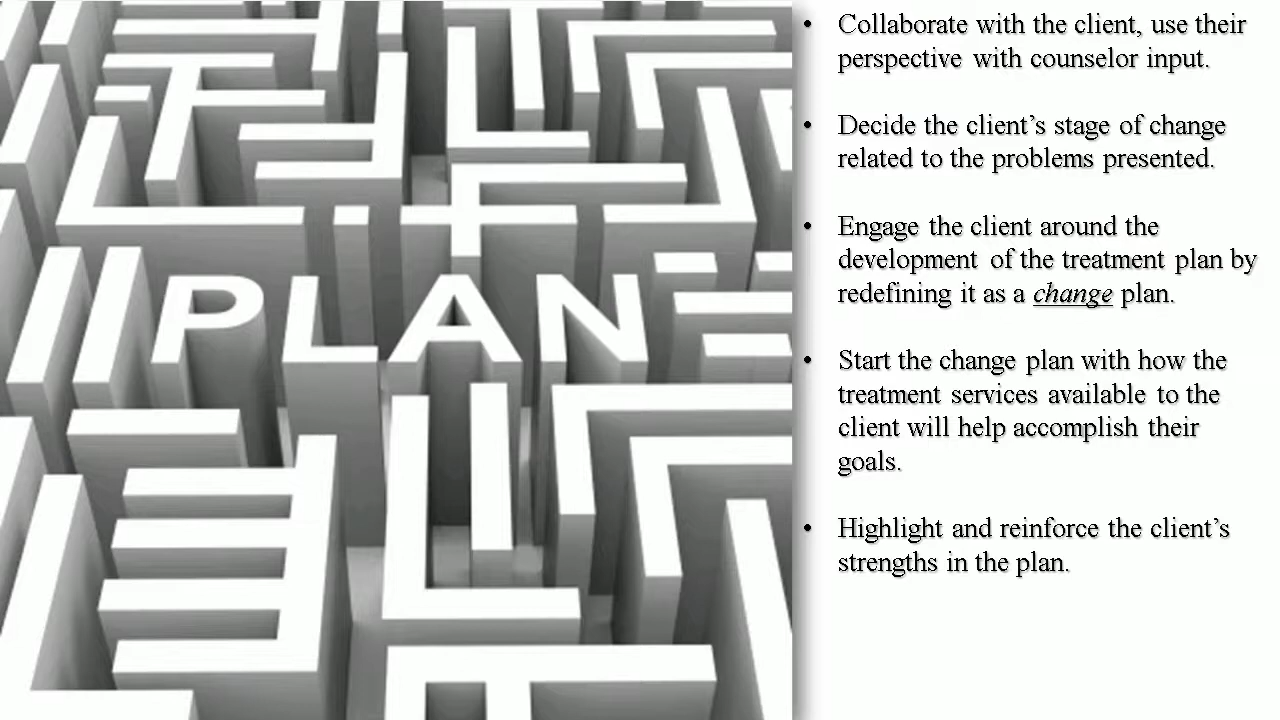 PLAN
• Collaborate with the client, use their
perspective with counselor input.
• Decide the client’s stage of change
related to the problems presented.
• Engage the client around the
development of the treatment plan by
redefining it as a change plan.
• Start the change plan with how the
treatment services available to the
client will help accomplish their
goals.
• Highlight and reinforce the client’s
strengths in the plan.